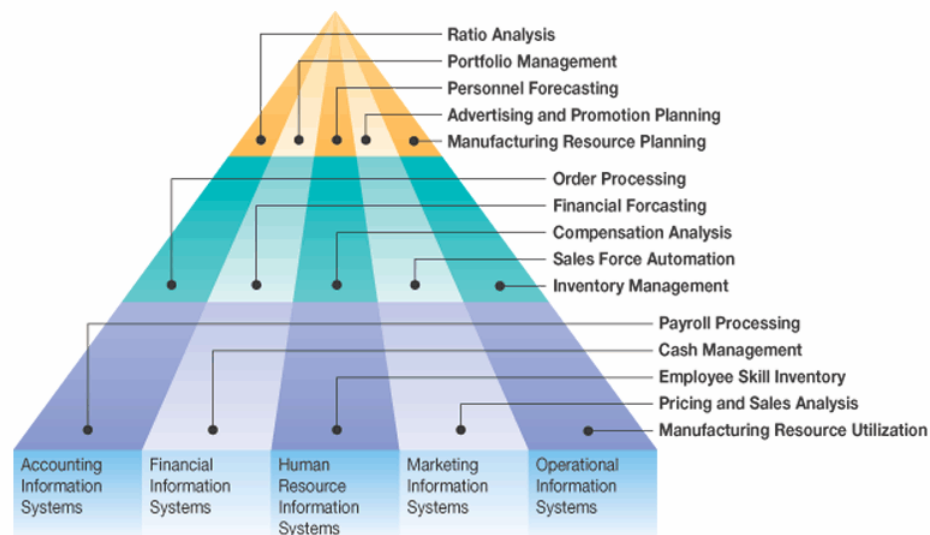 Ratio Analysis
Portfolio Management
Personnel Forecasting
Advertising and Promotion Planning
Manufacturing Resource Planning
Order Processing
Financial Forcasting
Compensation Analysis
Sales Force Automation
Inventory Management
Payroll Processing
Cash Management
Employee Skill Inventory
Pricing and Sales Analysis
Manufacturing Resource Utilization
Accounting
Information
Systems
Financial
Information
Systems
Human
Resource
Information
Systems
Marketing
Information
Systems
Operational
Information
Systems